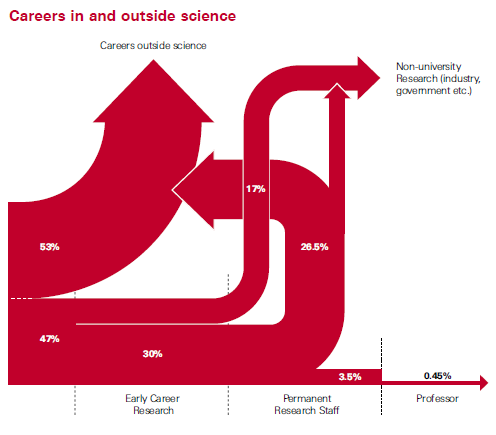 Careers in and outside science
Careers outside science
Non-university
Research (industry,
government etc.)
17%
53%
26.5%
47%
30%
3.5%
0.45%
Early Career
Research
Permanent
Research Staff
Professor